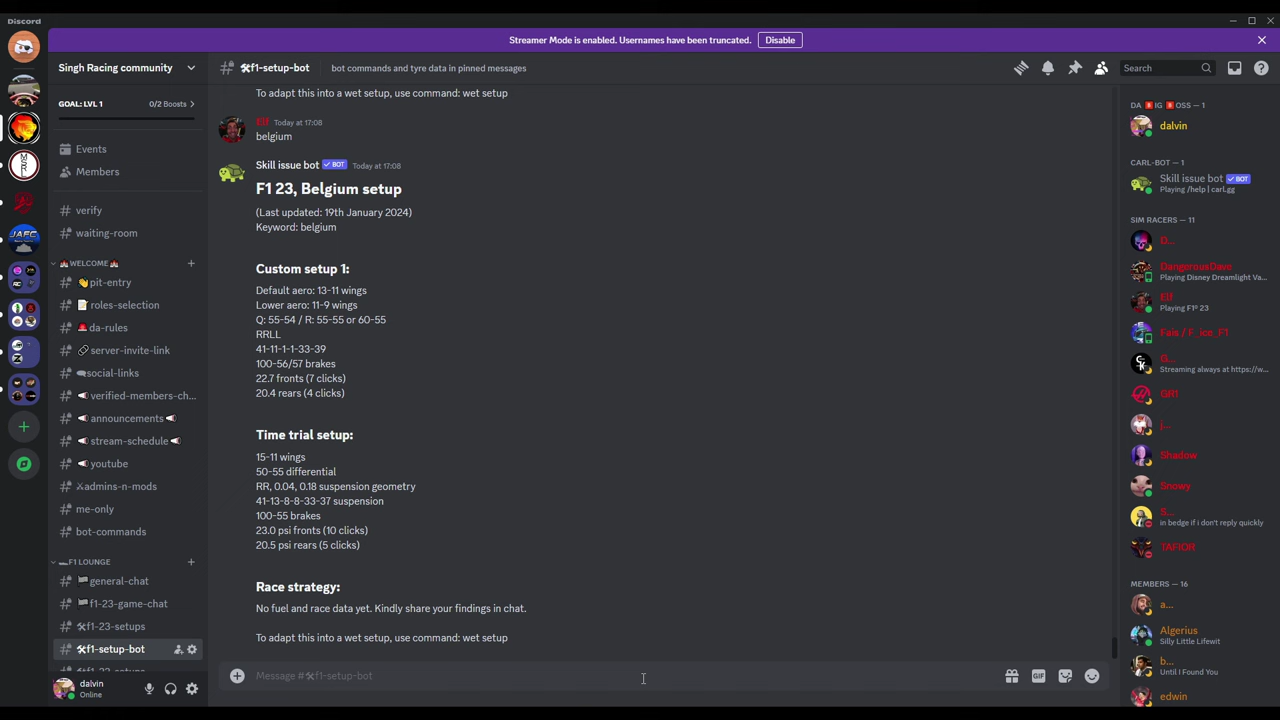 Discord
Streamer Mode is enabled. Usernames have been truncated. Disable
Singh Racing community
GOAL: LVL 1 0/2 Boosts >
Events
Members
# verify
# waiting-room
WELCOME
# pit-entry
# roles-selection
# da-rules
# server-invite-link
# social-links
# verified-members-ch...
# announcements
# stream-schedule
# youtube
# admins-n-mods
# me-only
# bot-commands
F1 LOUNGE
# general-chat
# f1-23-game-chat
# f1-23-setups
# f1-setup-bot
dalvin
Online
# f1-setup-bot bot commands and tyre data in pinned messages
Search
To adapt this into a wet setup, use command: wet setup
Elf Today at 17:08
belgium
Skill issue bot ✓ BOT Today at 17:08
F1 23, Belgium setup
(Last updated: 19th January 2024)
Keyword: belgium
Custom setup 1:
Default aero: 13-11 wings
Lower aero: 11-9 wings
Q: 55-54 / R: 55-55 or 60-55
RRLL
41-11-1-1-33-39
100-56/57 brakes
22.7 fronts (7 clicks)
20.4 rears (4 clicks)
Time trial setup:
15-11 wings
50-55 differential
RR, 0.04, 0.18 suspension geometry
41-13-8-8-33-37 suspension
100-55 brakes
23.0 psi fronts (10 clicks)
20.5 psi rears (5 clicks)
Race strategy:
No fuel and race data yet. Kindly share your findings in chat.
To adapt this into a wet setup, use command: wet setup
Message #f1-setup-bot
GIF
DA B IG B OSS — 1
dalvin
CARL-BOT — 1
Skill issue bot ✓ BOT
Playing /help | carl.gg
SIM RACERS — 11
D...
DangerousDave
Playing Disney Dreamlight Va...
Elf
Playing F1® 23
Fais / F_ice_F1
G...
Streaming always at https://w...
GR1
j...
Shadow
Snowy
S...
in bedge if i don't reply quickly
TAFIOR
MEMBERS — 16
a...
Algerius
Silly Little Lifewit
b...
Until I Found You
edwin